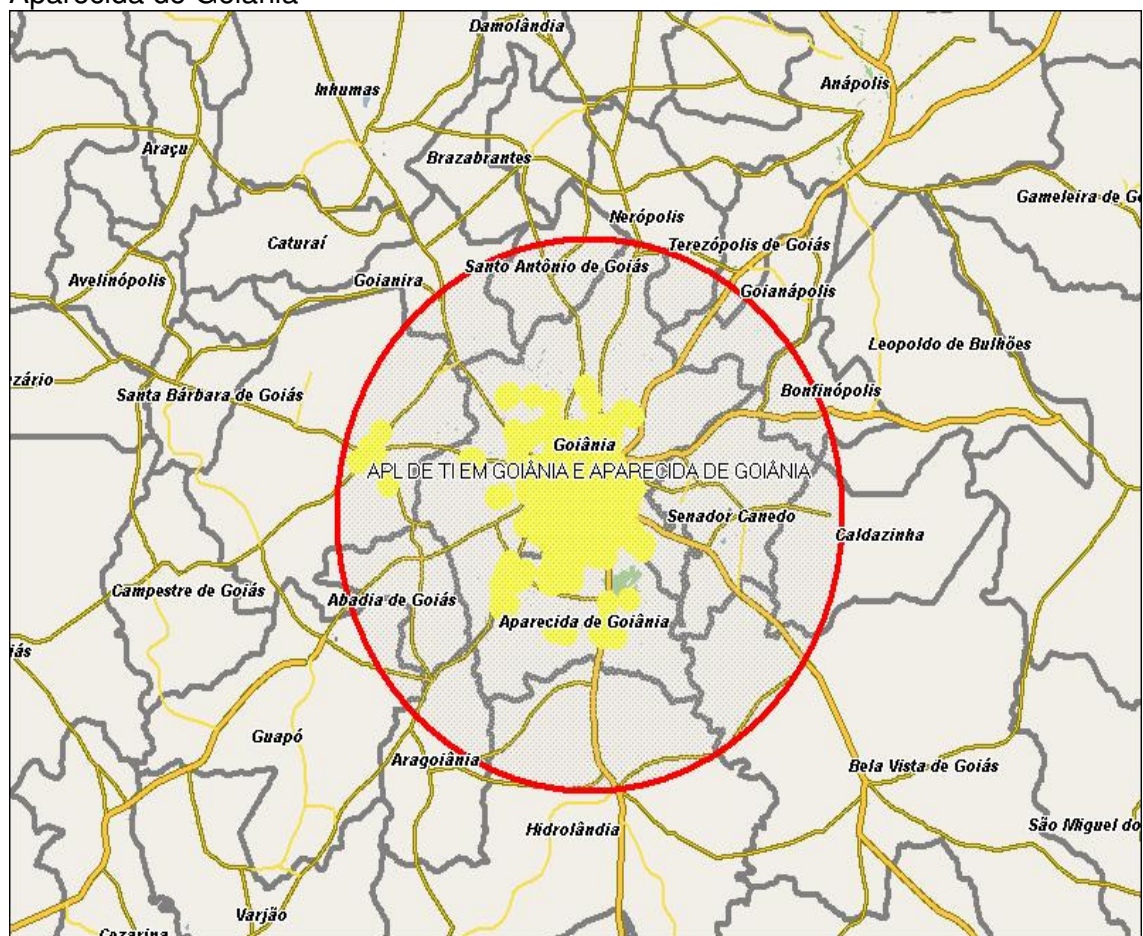 Aparecida de Goiânia
Damolândia
Anápolis
Inhumas
Araçu
Brazabrantes
Gameleira de G
Nerópolis
Caturaí
Terezópolis de Goiás
Santo Antônio de Goiás
Avelinópolis
Goianira
Goianápolis
Leopoldo de Bulhões
ezário
Santa Bárbara de Goiás
Bonfinópolis
Goiânia
APL DE TI EM GOIÂNIA E APARECIDA DE GOIÂNIA
Senador Canedo
Caldazinha
Campestre de Goiás
Abadia de Goiás
Aparecida de Goiânia
iás
Guapó
Aragoiânia
Bela Vista de Goiás
Hidrolândia
São Miguel do
Varjão
Cezarina